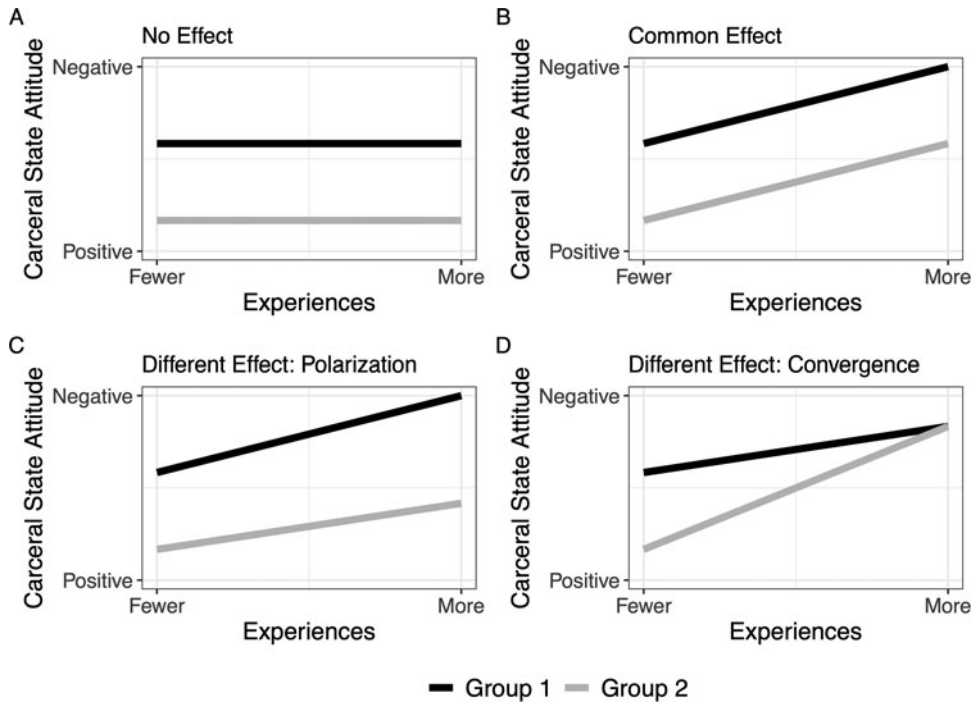 A
No Effect
Negative
Carceral State Attitude
Positive
Fewer
More
Experiences
B
Common Effect
Negative
Carceral State Attitude
Positive
Fewer
More
Experiences
C
Different Effect: Polarization
Negative
Carceral State Attitude
Positive
Fewer
More
Experiences
D
Different Effect: Convergence
Negative
Carceral State Attitude
Positive
Fewer
More
Experiences
Group 1
Group 2